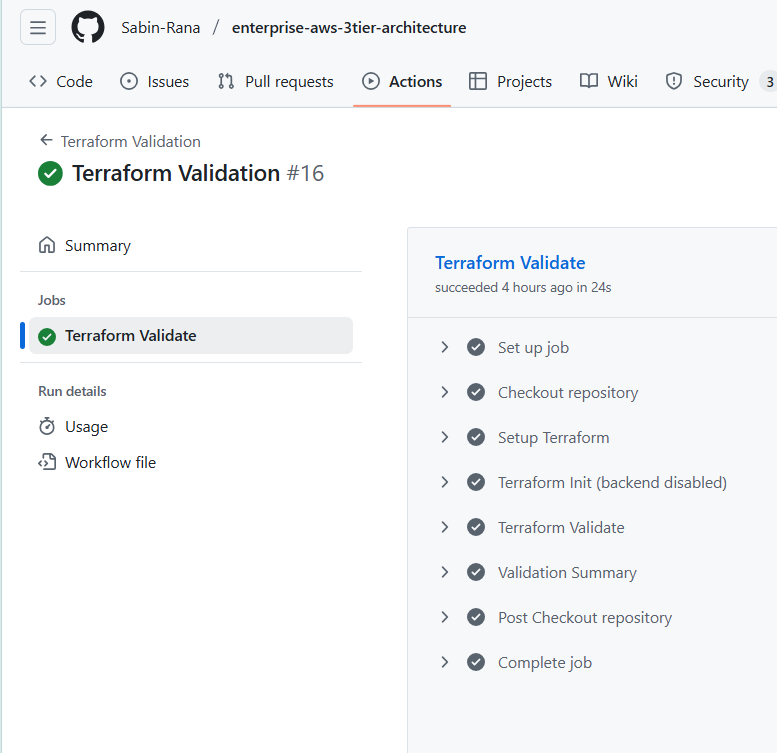 Sabin-Rana / enterprise-aws-3tier-architecture
Code Issues Pull requests Actions Projects Wiki Security 3
Terraform Validation
Terraform Validation #16
Summary
Jobs
Terraform Validate
Run details
Usage
Workflow file
Terraform Validate
succeeded 4 hours ago in 24s
Set up job
Checkout repository
Setup Terraform
Terraform Init (backend disabled)
Terraform Validate
Validation Summary
Post Checkout repository
Complete job